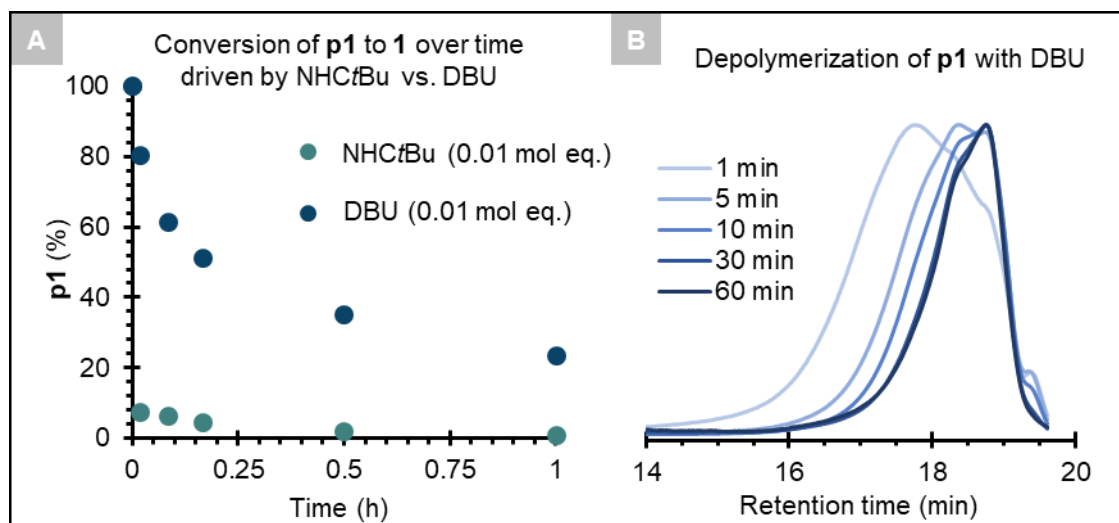 A
Conversion of p1 to 1 over time
driven by NHCtBu vs. DBU
100
80
60
40
20
0
p1 (%)
NHCtBu (0.01 mol eq.)
DBU (0.01 mol eq.)
0
0.25
0.5
0.75
1
Time (h)
B
Depolymerization of p1 with DBU
1 min
5 min
10 min
30 min
60 min
14
16
18
20
Retention time (min)